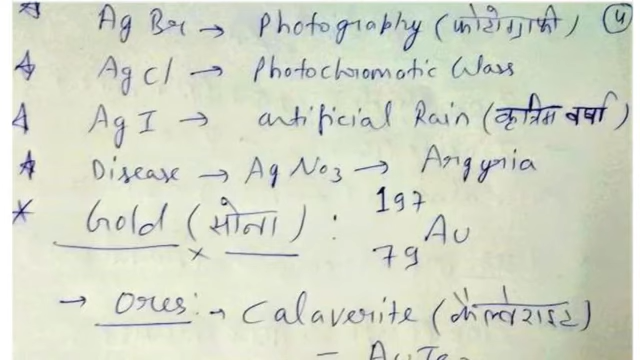 Ag Br → Photography (फोटोग्राफी) 4
Ag Cl → Photochromatic Glass
Ag I → artificial Rain (कृत्रिम वर्षा)
Disease → Ag NO3 → Argyria
* Gold (सोना) : 197 79 Au
→ Ores: → Calaverite (कैल्वेराइट)